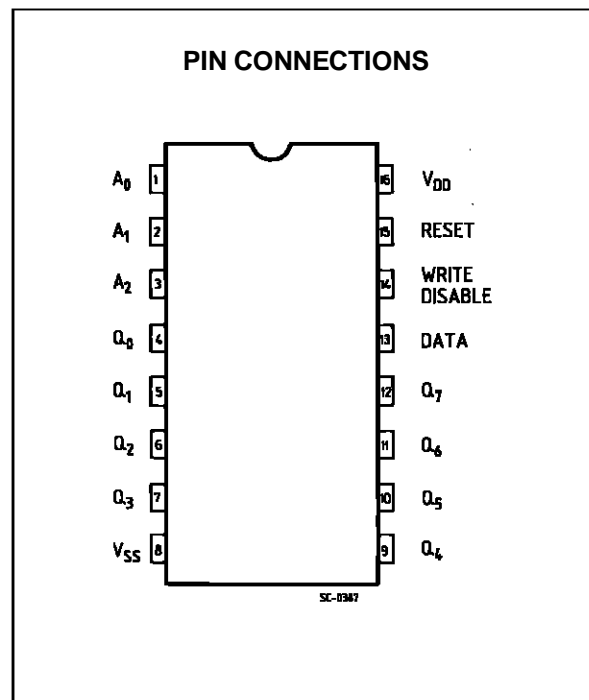 PIN CONNECTIONS
A0 1 16 VDD
A1 2 15 RESET
A2 3 14 WRITE DISABLE
Q0 4 13 DATA
Q1 5 12 Q7
Q2 6 11 Q6
Q3 7 10 Q5
VSS 8 9 Q4
SC-0367